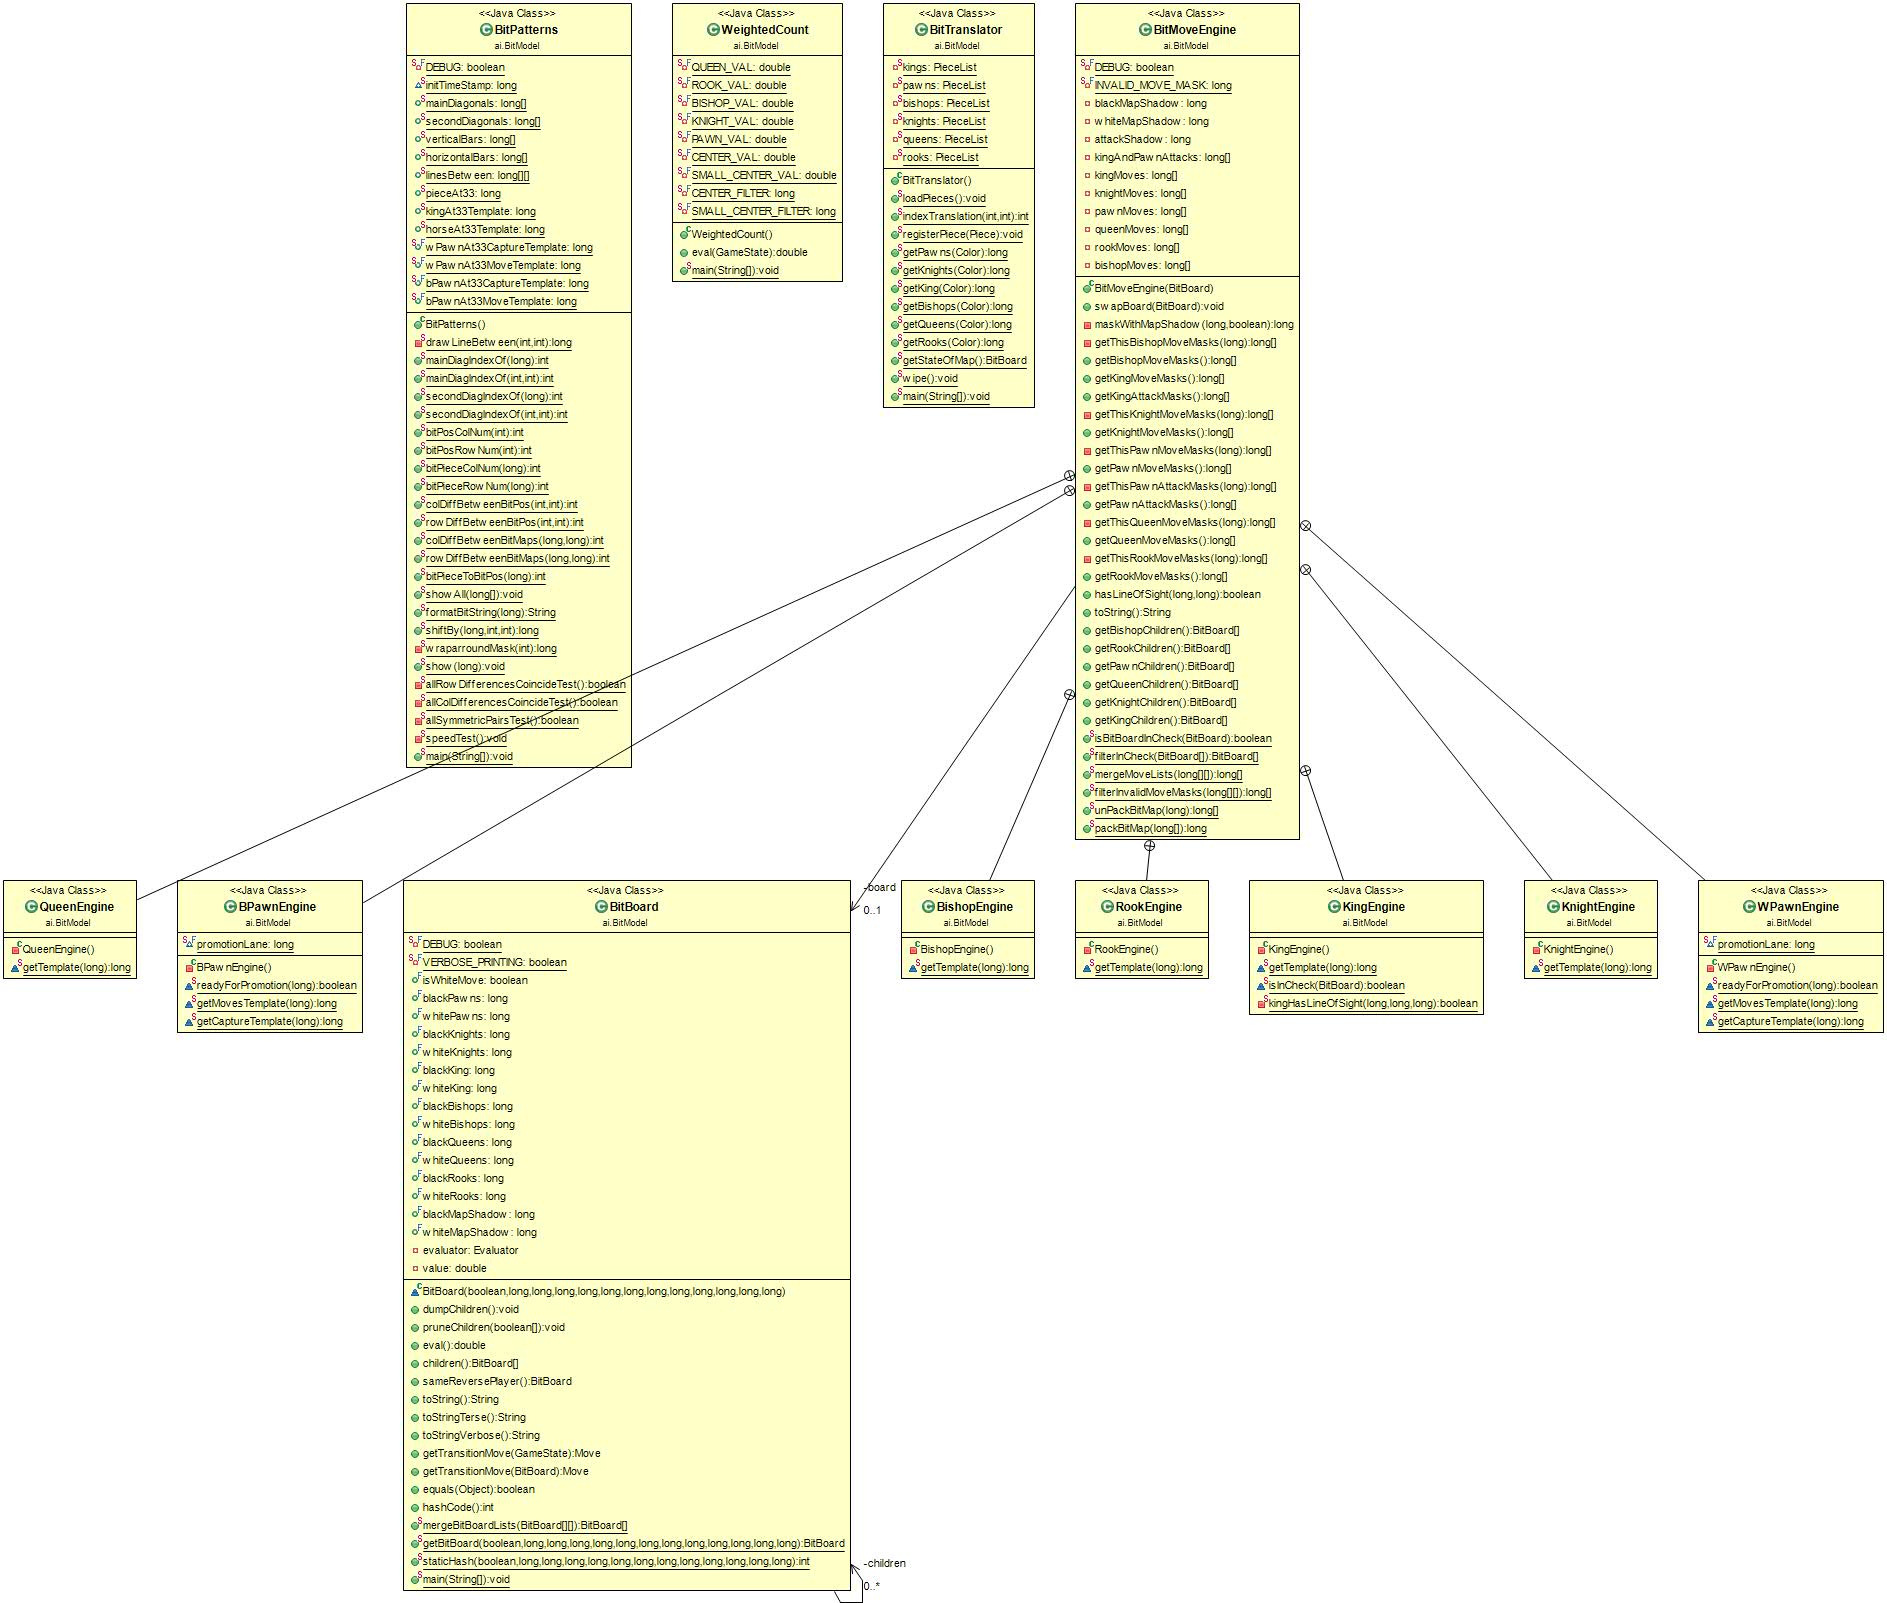 <<Java Class>>
BitPatterns
ai.BitModel
DEBUG: boolean
initTimeStamp: long
mainDiagonals: long[]
secondDiagonals: long[]
verticalBars: long[]
horizontalBars: long[]
linesBetween: long[][]
pieceAt33: long
kingAt33Template: long
horseAt33Template: long
wPawnAt33CaptureTemplate: long
wPawnAt33MoveTemplate: long
bPawnAt33CaptureTemplate: long
bPawnAt33MoveTemplate: long
BitPatterns()
drawLineBetween(int,int):long
mainDiagIndexOf(long):int
mainDiagIndexOf(int,int):int
secondDiagIndexOf(long):int
secondDiagIndexOf(int,int):int
bitPosColNum(int):int
bitPosRowNum(int):int
bitPieceColNum(long):int
bitPieceRowNum(long):int
colDiffBetweenBitPos(int,int):int
rowDiffBetweenBitPos(int,int):int
colDiffBetweenBitMaps(long,long):int
rowDiffBetweenBitMaps(long,long):int
bitPieceToBitPos(long):int
showAll(long[]):void
formatBitString(long):String
shiftBy(long,int,int):long
wraparroundMask(int):long
show(long):void
allRowDifferencesCoincideTest():boolean
allColDifferencesCoincideTest():boolean
allSymmetricPairsTest():boolean
speedTest():void
main(String[]):void
<<Java Class>>
WeightedCount
ai.BitModel
QUEEN_VAL: double
ROOK_VAL: double
BISHOP_VAL: double
KNIGHT_VAL: double
PAWN_VAL: double
CENTER_VAL: double
SMALL_CENTER_VAL: double
CENTER_FILTER: long
SMALL_CENTER_FILTER: long
WeightedCount()
eval(GameState):double
main(String[]):void
<<Java Class>>
BitTranslator
ai.BitModel
kings: PieceList
pawns: PieceList
bishops: PieceList
knights: PieceList
queens: PieceList
rooks: PieceList
BitTranslator()
loadPieces():void
indexTranslation(int,int):int
registerPiece(Piece):void
getPawns(Color):long
getKnights(Color):long
getKing(Color):long
getBishops(Color):long
getQueens(Color):long
getRooks(Color):long
getStateOfMap():BitBoard
wipe():void
main(String[]):void
<<Java Class>>
BitMoveEngine
ai.BitModel
DEBUG: boolean
INVALID_MOVE_MASK: long
blackMapShadow: long
whiteMapShadow: long
attackShadow: long
kingAndPawnAttacks: long[]
kingMoves: long[]
knightMoves: long[]
pawnMoves: long[]
queenMoves: long[]
rookMoves: long[]
bishopMoves: long[]
BitMoveEngine(BitBoard)
swapBoard(BitBoard):void
maskWithMapShadow(long,boolean):long
getThisBishopMoveMasks(long):long[]
getBishopMoveMasks():long[]
getKingMoveMasks():long[]
getKingAttackMasks():long[]
getThisKnightMoveMasks(long):long[]
getKnightMoveMasks():long[]
getThisPawnMoveMasks(long):long[]
getPawnMoveMasks():long[]
getThisPawnAttackMasks(long):long[]
getPawnAttackMasks():long[]
getThisQueenMoveMasks(long):long[]
getQueenMoveMasks():long[]
getThisRookMoveMasks(long):long[]
getRookMoveMasks():long[]
hasLineOfSight(long,long):boolean
toString():String
getBishopChildren():BitBoard[]
getRookChildren():BitBoard[]
getPawnChildren():BitBoard[]
getQueenChildren():BitBoard[]
getKnightChildren():BitBoard[]
getKingChildren():BitBoard[]
isBitBoardInCheck(BitBoard):boolean
filterInCheck(BitBoard[]):BitBoard[]
mergeMoveLists(long[][]):long[]
filterInvalidMoveMasks(long[][]):long[]
unPackBitMap(long):long[]
packBitMap(long[]):long
<<Java Class>>
QueenEngine
ai.BitModel
QueenEngine()
getTemplate(long):long
<<Java Class>>
BPawnEngine
ai.BitModel
promotionLane: long
BPawnEngine()
readyForPromotion(long):boolean
getMovesTemplate(long):long
getCaptureTemplate(long):long
<<Java Class>>
BitBoard
ai.BitModel
DEBUG: boolean
VERBOSE_PRINTING: boolean
isWhiteMove: boolean
blackPawns: long
whitePawns: long
blackKnights: long
whiteKnights: long
blackKing: long
whiteKing: long
blackBishops: long
whiteBishops: long
blackQueens: long
whiteQueens: long
blackRooks: long
whiteRooks: long
blackMapShadow: long
whiteMapShadow: long
evaluator: Evaluator
value: double
BitBoard(boolean,long,long,long,long,long,long,long,long,long,long,long,long)
dumpChildren():void
pruneChildren(boolean[]):void
eval():double
children():BitBoard[]
sameReversePlayer():BitBoard
toString():String
toStringTerse():String
toStringVerbose():String
getTransitionMove(GameState):Move
getTransitionMove(BitBoard):Move
equals(Object):boolean
hashCode():int
mergeBitBoardLists(BitBoard[][]):BitBoard[]
getBitBoard(boolean,long,long,long,long,long,long,long,long,long,long,long,long):BitBoard
staticHash(boolean,long,long,long,long,long,long,long,long,long,long,long,long):int
main(String[]):void
-board
0..1
-children
0..*
<<Java Class>>
BishopEngine
ai.BitModel
BishopEngine()
getTemplate(long):long
<<Java Class>>
RookEngine
ai.BitModel
RookEngine()
getTemplate(long):long
<<Java Class>>
KingEngine
ai.BitModel
KingEngine()
getTemplate(long):long
isInCheck(BitBoard):boolean
kingHasLineOfSight(long,long,long):boolean
<<Java Class>>
KnightEngine
ai.BitModel
KnightEngine()
getTemplate(long):long
<<Java Class>>
WPawnEngine
ai.BitModel
promotionLane: long
WPawnEngine()
readyForPromotion(long):boolean
getMovesTemplate(long):long
getCaptureTemplate(long):long